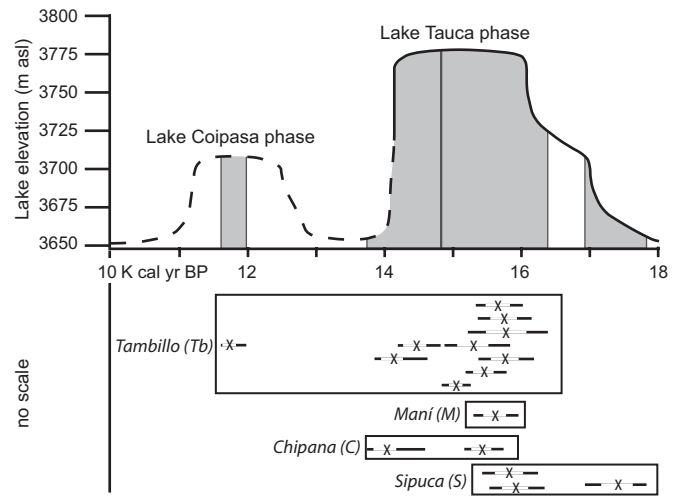 Lake elevation (m asl)
3800
3775
3750
3725
3700
3675
3650
Lake Tauca phase
Lake Coipasa phase
10 K cal yr BP 12 14 16 18
no scale
Tambillo (Tb) X X X X X X X X X X
Maní (M) X
Chipana (C) X X
Sipuca (S) X X X